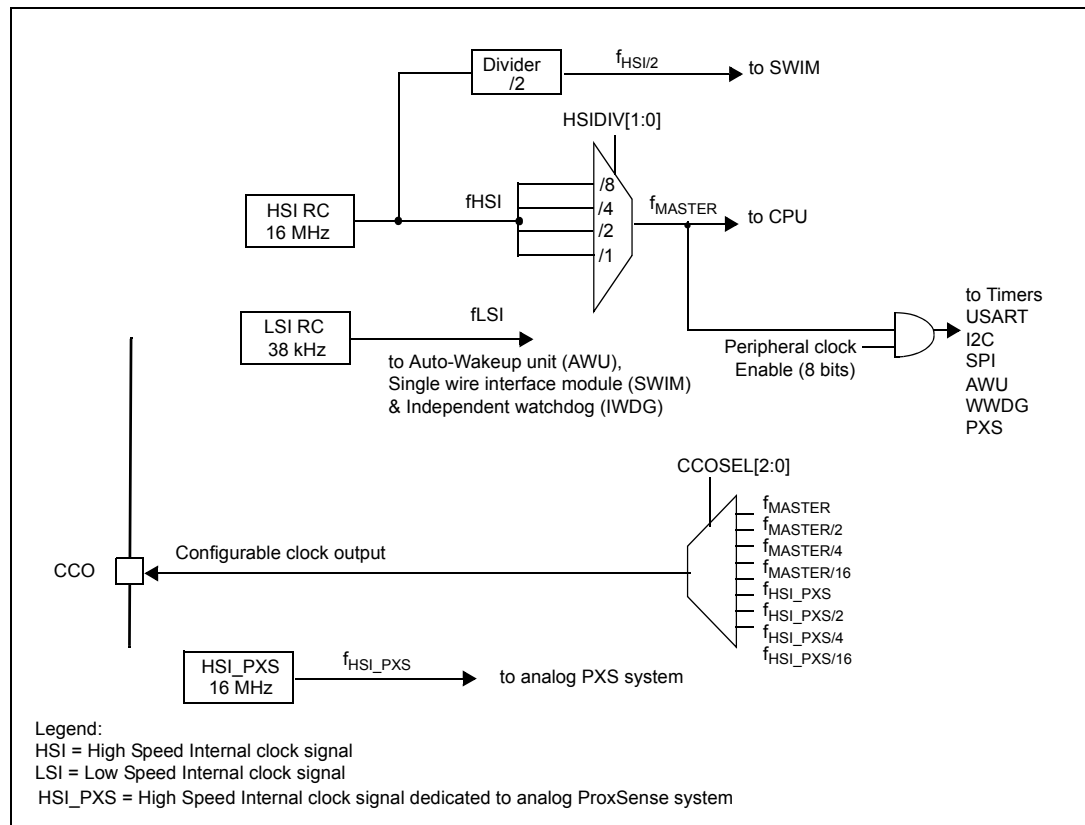 Divider
/2
fHSI/2
to SWIM
HSIDIV[1:0]
HSI RC
16 MHz
fHSI
/8
/4
/2
/1
fMASTER
to CPU
LSI RC
38 kHz
fLSI
to Auto-Wakeup unit (AWU),
Single wire interface module (SWIM)
& Independent watchdog (IWDG)
Peripheral clock
Enable (8 bits)
to Timers
USART
I2C
SPI
AWU
WWDG
PXS
CCOSEL[2:0]
fMASTER
fMASTER/2
fMASTER/4
fMASTER/16
fHSI_PXS
fHSI_PXS/2
fHSI_PXS/4
fHSI_PXS/16
CCO
Configurable clock output
HSI_PXS
16 MHz
fHSI_PXS
to analog PXS system
Legend:
HSI = High Speed Internal clock signal
LSI = Low Speed Internal clock signal
HSI_PXS = High Speed Internal clock signal dedicated to analog ProxSense system